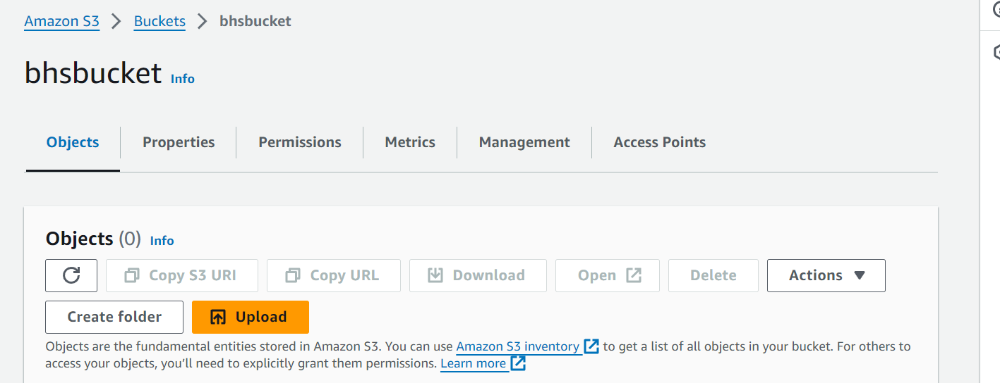 Amazon S3 > Buckets > bhsbucket
bhsbucket Info
Objects Properties Permissions Metrics Management Access Points
Objects (0) Info
Copy S3 URI Copy URL Download Open Delete Actions
Create folder Upload
Objects are the fundamental entities stored in Amazon S3. You can use Amazon S3 inventory to get a list of all objects in your bucket. For others to
access your objects, you’ll need to explicitly grant them permissions. Learn more